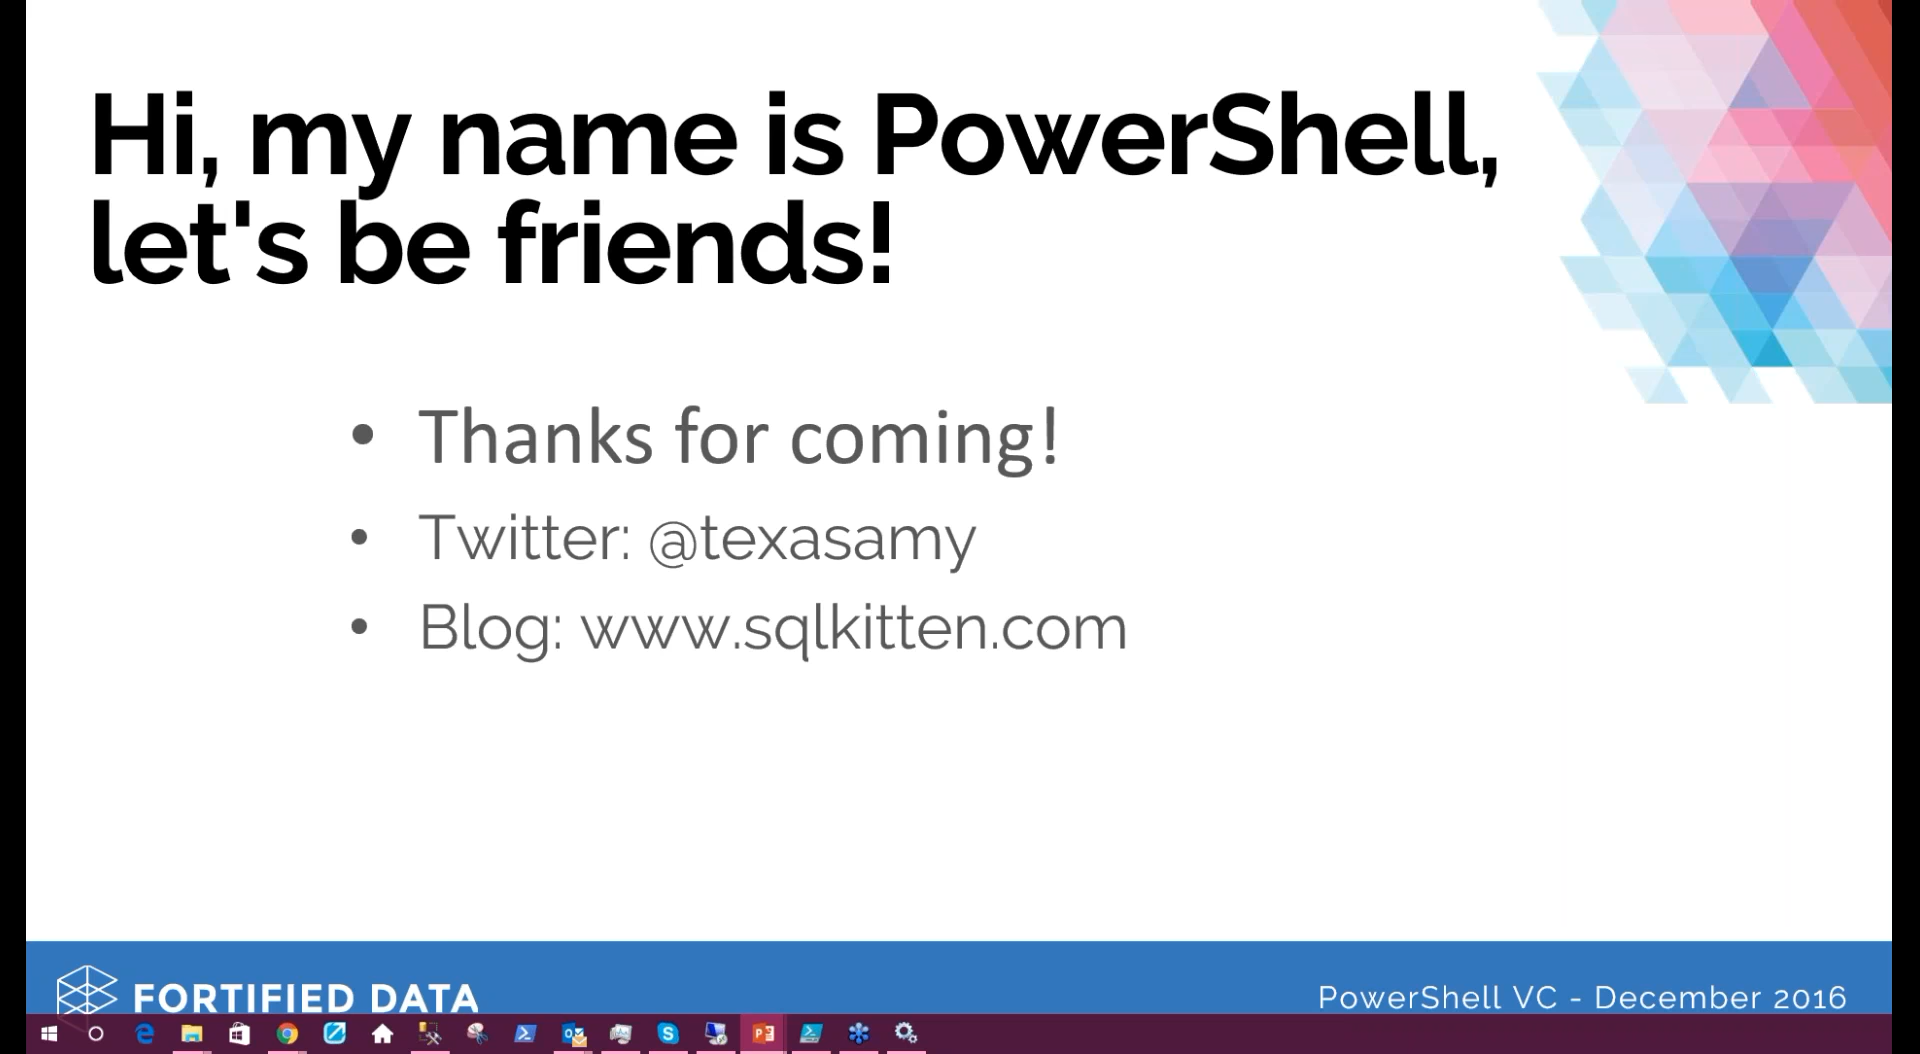 Hi, my name is PowerShell,
let's be friends!
• Thanks for coming!
• Twitter: @texasamy
• Blog: www.sqlkitten.com
FORTIFIED DATA
PowerShell VC - December 2016